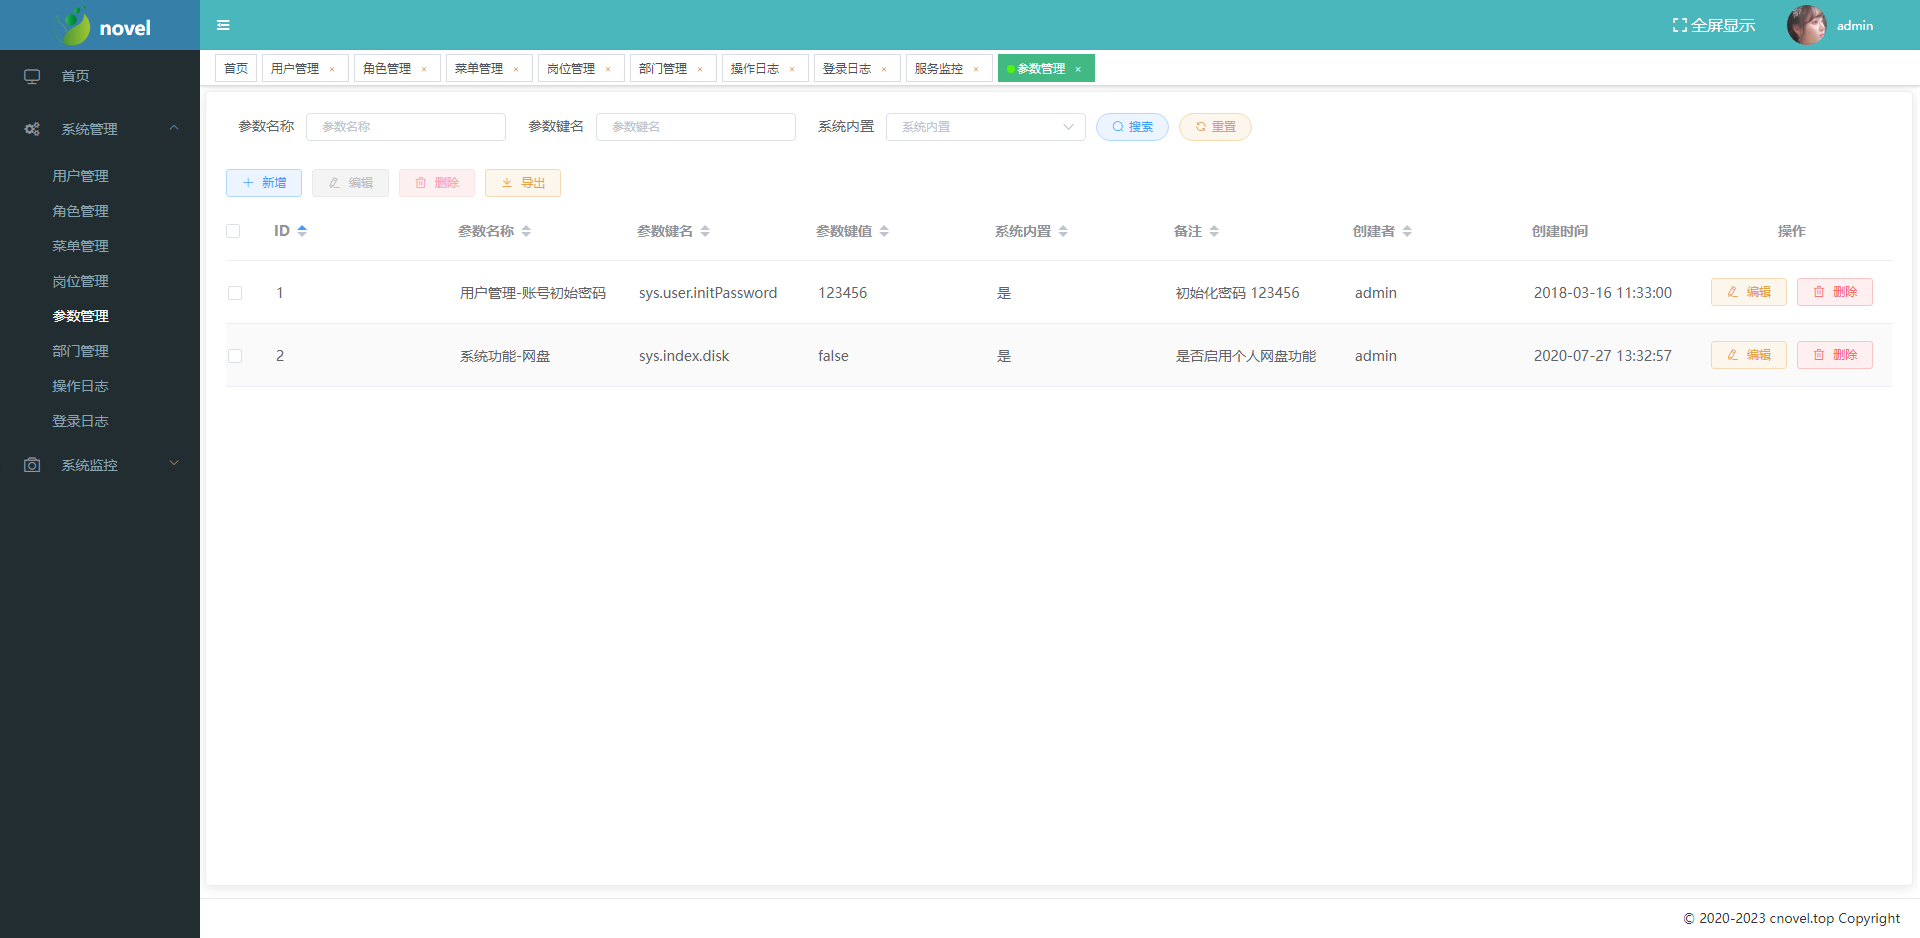 novel
全屏显示 admin
首页
系统管理
用户管理
角色管理
菜单管理
岗位管理
参数管理
部门管理
操作日志
登录日志
系统监控
首页 用户管理 × 角色管理 × 菜单管理 × 岗位管理 × 部门管理 × 操作日志 × 登录日志 × 服务监控 × 参数管理 ×
参数名称 参数名称 参数键名 参数键名 系统内置 系统内置 搜索 重置
新增 编辑 删除 导出
ID 参数名称 参数键名 参数键值 系统内置 备注 创建者 创建时间 操作
1 用户管理-账号初始密码 sys.user.initPassword 123456 是 初始化密码 123456 admin 2018-03-16 11:33:00 编辑 删除
2 系统功能-网盘 sys.index.disk false 是 是否启用个人网盘功能 admin 2020-07-27 13:32:57 编辑 删除
© 2020-2023 cnovel.top Copyright